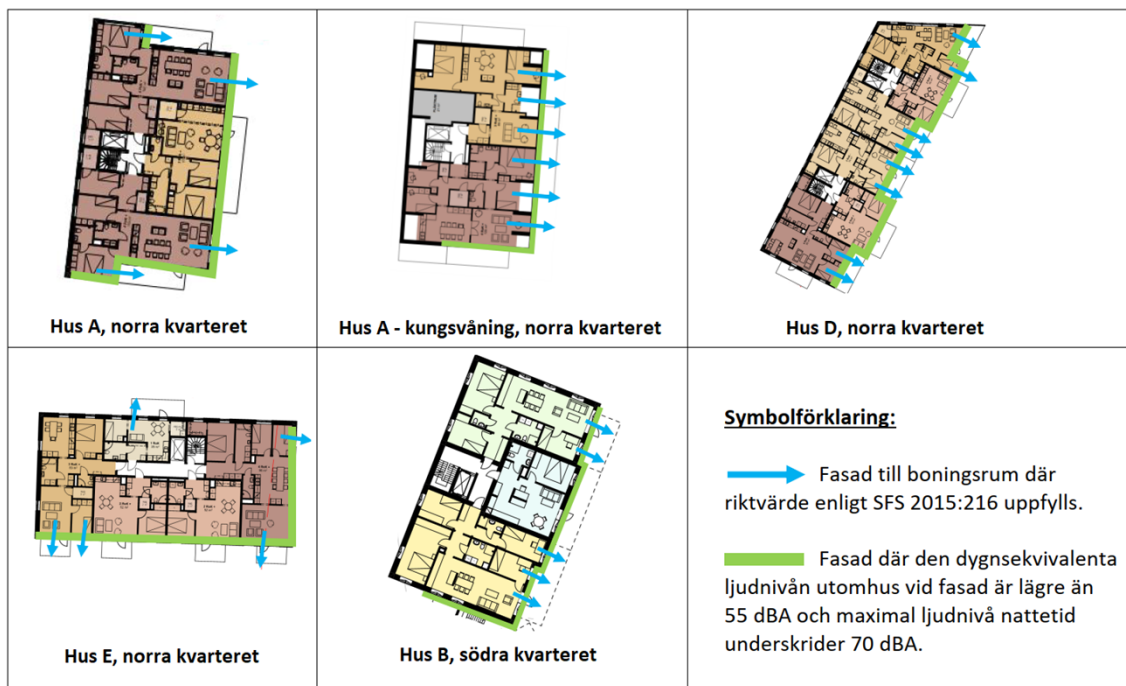 Hus A, norra kvarteret
Hus A - kungsvåning, norra kvarteret
Hus D, norra kvarteret
Hus E, norra kvarteret
Hus B, södra kvarteret
Symbolförklaring:
Fasad till boningsrum där
riktvärde enligt SFS 2015:216 uppfylls.
Fasad där den dygnsekvivalenta
ljudnivån utomhus vid fasad är lägre än
55 dBA och maximal ljudnivå nattetid
underskrider 70 dBA.